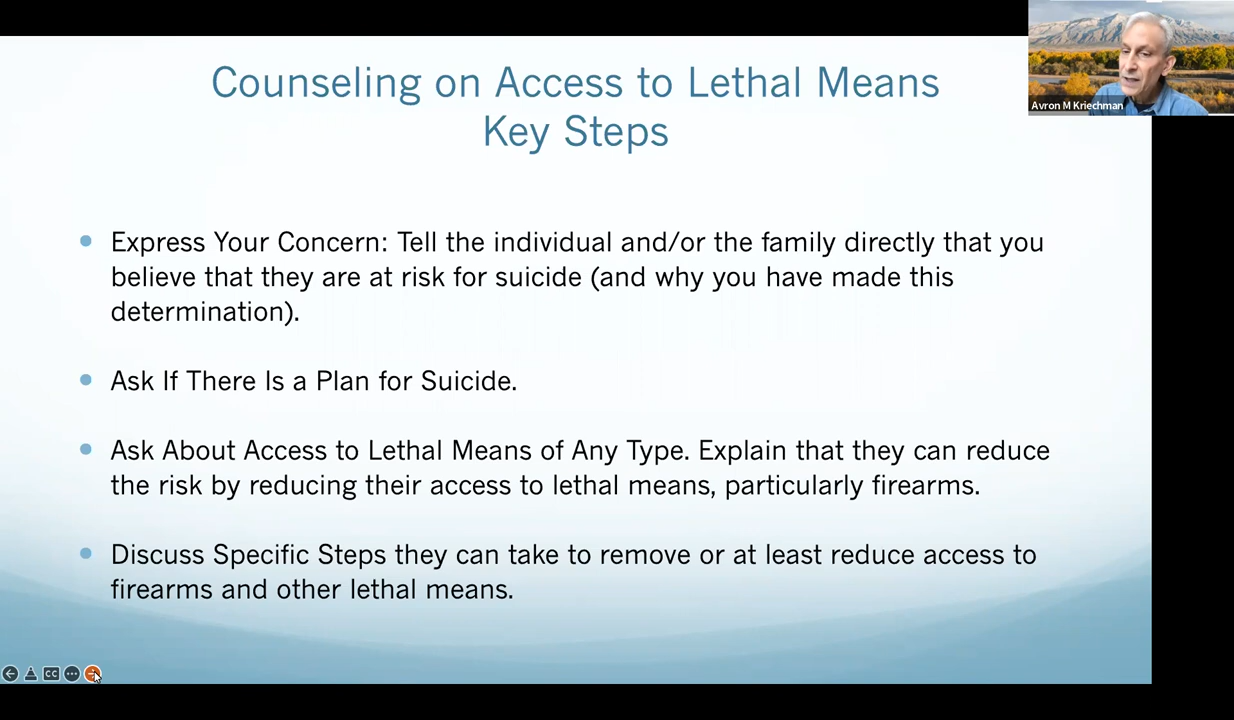 Counseling on Access to Lethal Means
Key Steps
Avron M Kriechman
Express Your Concern: Tell the individual and/or the family directly that you
believe that they are at risk for suicide (and why you have made this
determination).
Ask If There Is a Plan for Suicide.
Ask About Access to Lethal Means of Any Type. Explain that they can reduce
the risk by reducing their access to lethal means, particularly firearms.
Discuss Specific Steps they can take to remove or at least reduce access to
firearms and other lethal means.
CC